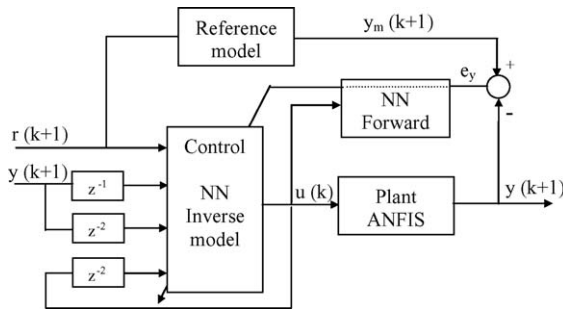 Reference
model
y_m (k+1)
+
e_y
NN
Forward
-
r (k+1)
Control
y (k+1)
z⁻¹
NN
Inverse
model
u (k)
Plant
ANFIS
y (k+1)
z⁻²
z⁻²